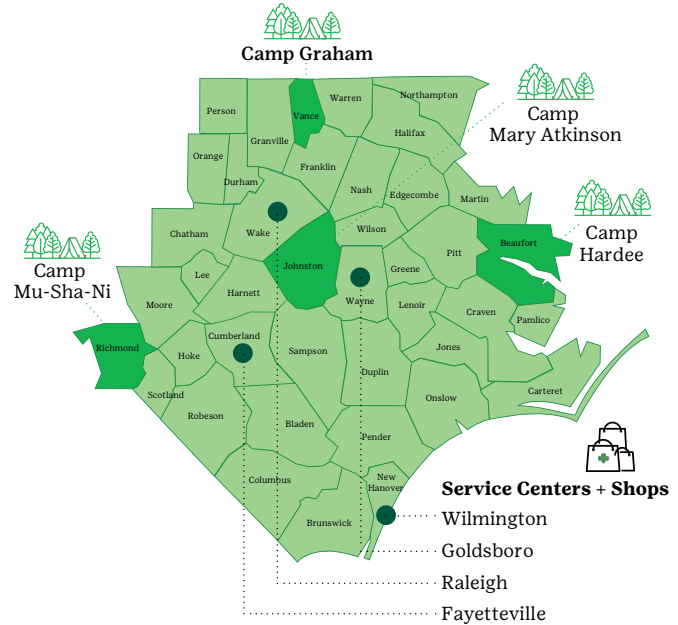 Camp Graham
Camp
Mary Atkinson
Camp
Hardee
Camp
Mu-Sha-Ni
Person
Vance
Warren
Northampton
Granville
Halifax
Orange
Durham
Franklin
Nash
Edgecombe
Martin
Chatham
Wake
Wilson
Pitt
Beaufort
Lee
Johnston
Greene
Harnett
Wayne
Lenoir
Craven
Pamlico
Moore
Richmond
Hoke
Cumberland
Sampson
Duplin
Jones
Carteret
Scotland
Robeson
Bladen
Onslow
Pender
Columbus
New
Hanover
Brunswick
Service Centers + Shops
Wilmington
Goldsboro
Raleigh
Fayetteville